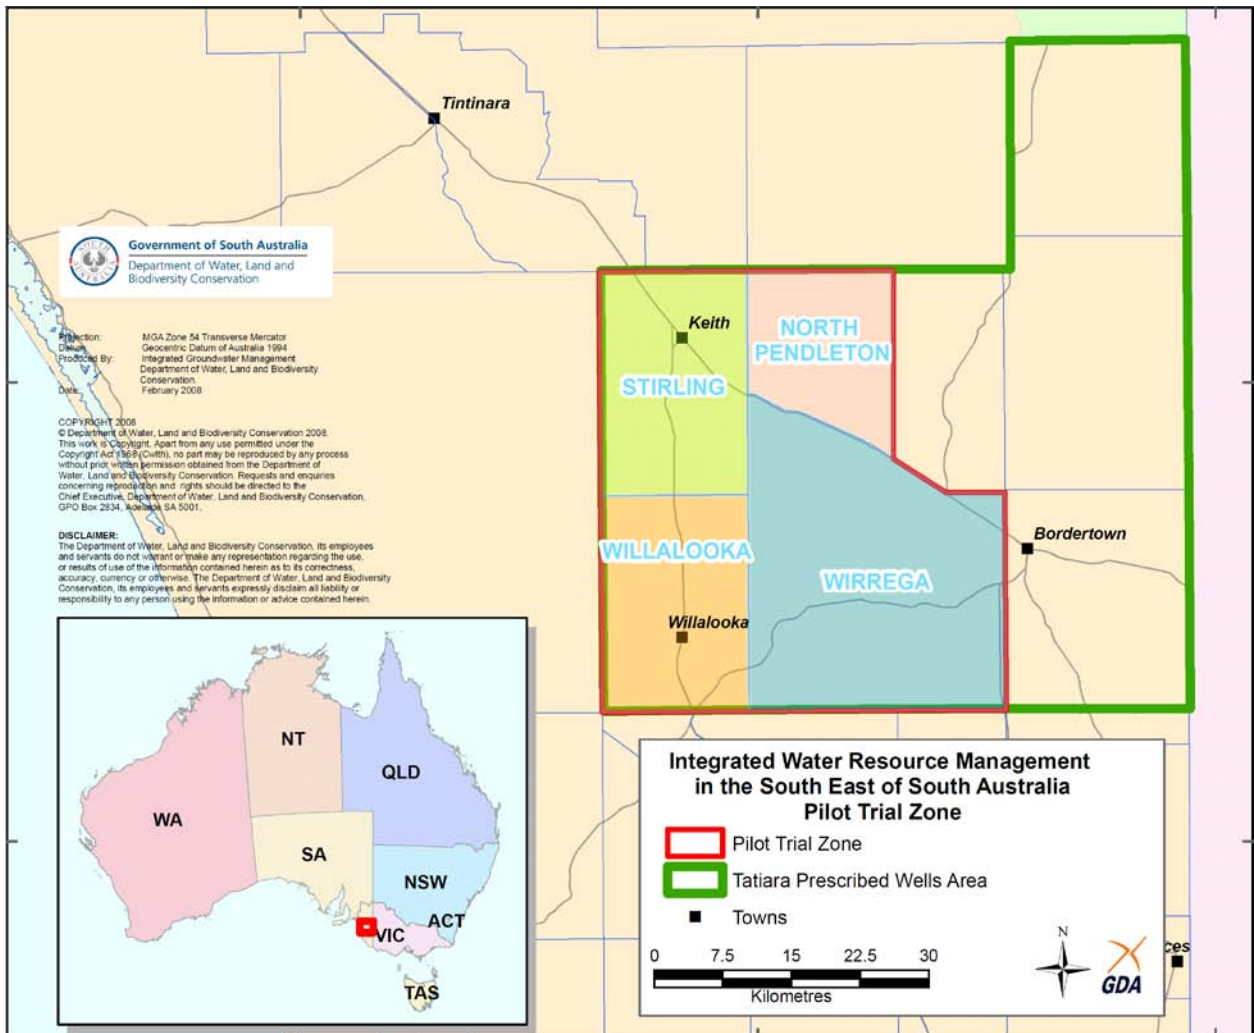 Tintinara
Government of South Australia
Department of Water, Land and
Biodiversity Conservation
Projection: MGA Zone 54 Transverse Mercator
Datum: Geocentric Datum of Australia 1994
Produced By: Integrated Groundwater Management
Department of Water, Land and Biodiversity
Conservation.
Date: February 2008
COPYRIGHT 2008
© Department of Water, Land and Biodiversity Conservation 2008.
This work is Copyright. Apart from any use permitted under the
Copyright Act 1968 (Cwlth), no part may be reproduced by any process
without prior written permission obtained from the Department of
Water, Land and Biodiversity Conservation. Requests and enquiries
concerning reproduction and rights should be directed to the
Chief Executive, Department of Water, Land and Biodiversity Conservation,
GPO Box 2834, Adelaide SA 5001.
DISCLAIMER:
The Department of Water, Land and Biodiversity Conservation, its employees
and servants do not warrant or make any representation regarding the use,
or results of use of the information contained herein as to its correctness,
accuracy, currency or otherwise. The Department of Water, Land and Biodiversity
Conservation, its employees and servants expressly disclaim all liability or
responsibility to any person using the information or advice contained herein.
Keith
NORTH
PENDLETON
STIRLING
Bordertown
WILLALOOKA
WIRREGA
Willalooka
NT
QLD
WA
SA
NSW
ACT
VIC
TAS
Integrated Water Resource Management
in the South East of South Australia
Pilot Trial Zone
Pilot Trial Zone
Tatiara Prescribed Wells Area
Towns
0 7.5 15 22.5 30
Kilometres
N
GDA
ces